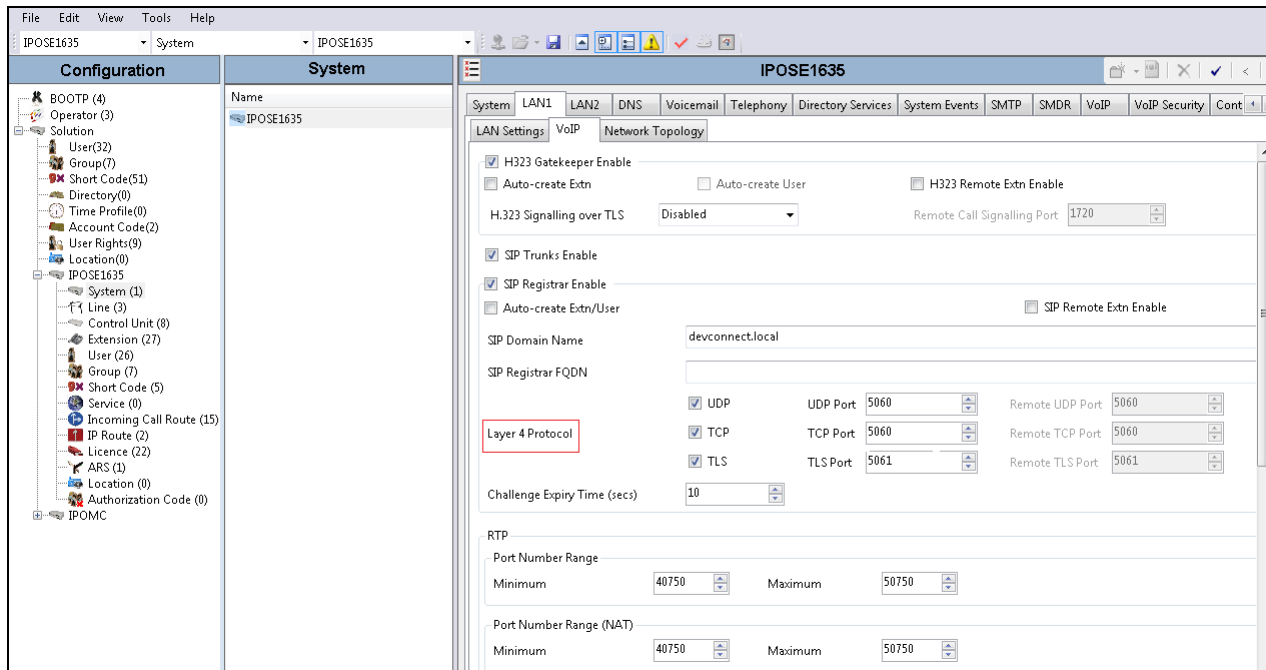 File Edit View Tools Help
IPOSE1635 System IPOSE1635
Configuration
BOOTP (4)
Operator (3)
Solution
User(32)
Group(7)
Short Code(51)
Directory(0)
Time Profile(0)
Account Code(2)
User Rights(9)
Location(0)
IPOSE1635
System (1)
Line (3)
Control Unit (8)
Extension (27)
User (26)
Group (7)
Short Code (5)
Service (0)
Incoming Call Route (15)
IP Route (2)
Licence (22)
ARS (1)
Location (0)
Authorization Code (0)
IPOMC
System
Name
IPOSE1635
IPOSE1635
System LAN1 LAN2 DNS Voicemail Telephony Directory Services System Events SMTP SMDR VoIP VoIP Security Cont
LAN Settings VoIP Network Topology
H323 Gatekeeper Enable
Auto-create Extn Auto-create User H323 Remote Extn Enable
H.323 Signalling over TLS Disabled Remote Call Signalling Port 1720
SIP Trunks Enable
SIP Registrar Enable
Auto-create Extn/User SIP Remote Extn Enable
SIP Domain Name devconnect.local
SIP Registrar FQDN
UDP UDP Port 5060 Remote UDP Port 5060
Layer 4 Protocol TCP TCP Port 5060 Remote TCP Port 5060
TLS TLS Port 5061 Remote TLS Port 5061
Challenge Expiry Time (secs) 10
RTP
Port Number Range
Minimum 40750 Maximum 50750
Port Number Range (NAT)
Minimum 40750 Maximum 50750